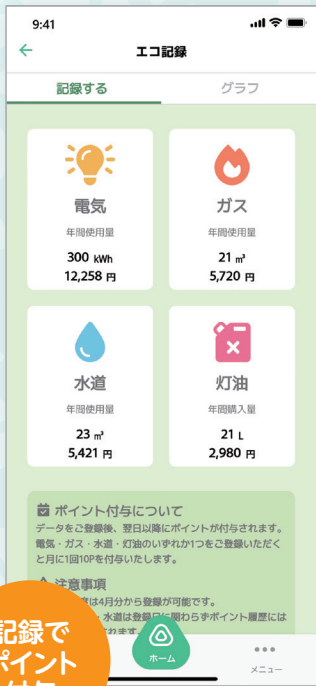 9:41
エコ記録
記録する
グラフ
電気
年間使用量
300 kWh
12,258 円
ガス
年間使用量
21 ㎥
5,720 円
水道
年間使用量
23 ㎥
5,421 円
灯油
年間購入量
21 L
2,980 円
ポイント付与について
データをご登録後、翌日以降にポイントが付与されます。
電気・ガス・水道・灯油のいずれか1つをご登録いただく
と月に1回10Pを付与いたします。
注意事項
は4月分から登録が可能です。
水道は登録 関わらずポイント履歴には
れます
記録で
ポイント
ホーム
メニュー